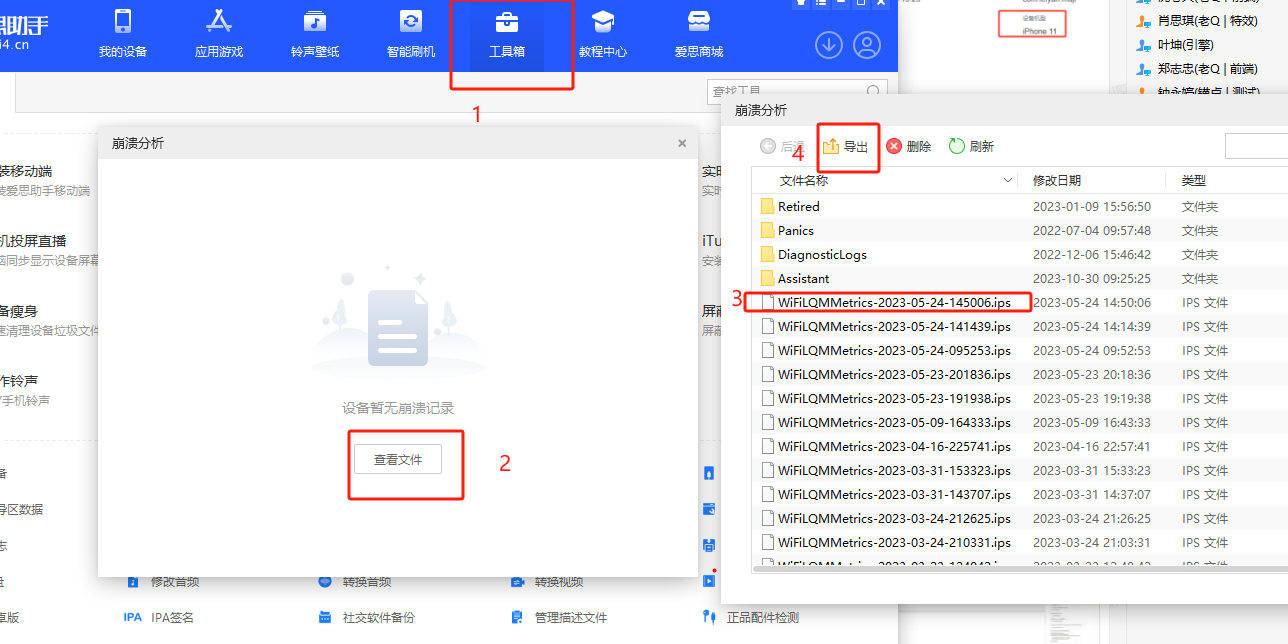 思助手
i4.cn
我的设备
应用游戏
铃声壁纸
智能刷机
工具箱
教程中心
爱思商城
1
查找工具
设备机型
iPhone 11
肖思琪(老Q | 特效)
叶坤(引擎)
郑志忠(老Q | 前端)
装移动端
装爱思助手移动端
机投屏直播
脑同步显示设备屏幕
备瘦身
速清理设备垃圾文件
作铃声
手机铃声
备
导区数据
志
卓版
崩溃分析
×
设备暂无崩溃记录
查看文件
2
实时
实时
iTu
安装
屏蔽
屏蔽
修改音频
转换音频
转换视频
IPA
IPA签名
社交软件备份
管理描述文件
正品配件检测
崩溃分析
后退
4
导出
删除
刷新
文件名称
修改日期
类型
Retired
2023-01-09 15:56:50
文件夹
Panics
2022-07-04 09:57:48
文件夹
DiagnosticLogs
2022-12-06 15:46:42
文件夹
Assistant
2023-10-30 09:25:25
文件夹
3
WiFiLQMMetrics-2023-05-24-145006.ips
2023-05-24 14:50:06
IPS 文件
WiFiLQMMetrics-2023-05-24-141439.ips
2023-05-24 14:14:39
IPS 文件
WiFiLQMMetrics-2023-05-24-095253.ips
2023-05-24 09:52:53
IPS 文件
WiFiLQMMetrics-2023-05-23-201836.ips
2023-05-23 20:18:36
IPS 文件
WiFiLQMMetrics-2023-05-23-191938.ips
2023-05-23 19:19:38
IPS 文件
WiFiLQMMetrics-2023-05-09-164333.ips
2023-05-09 16:43:33
IPS 文件
WiFiLQMMetrics-2023-04-16-225741.ips
2023-04-16 22:57:41
IPS 文件
WiFiLQMMetrics-2023-03-31-153323.ips
2023-03-31 15:33:23
IPS 文件
WiFiLQMMetrics-2023-03-31-143707.ips
2023-03-31 14:37:07
IPS 文件
WiFiLQMMetrics-2023-03-24-212625.ips
2023-03-24 21:26:25
IPS 文件
WiFiLQMMetrics-2023-03-24-210331.ips
2023-03-24 21:03:31
IPS 文件